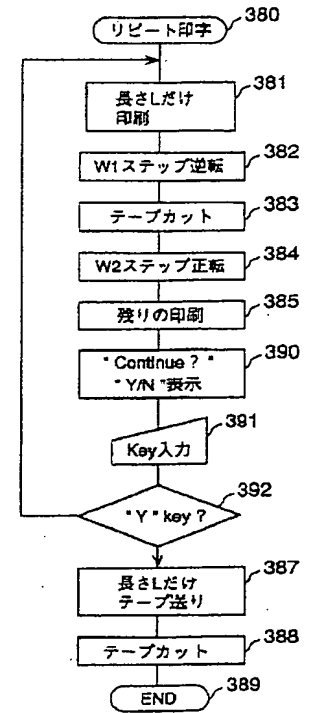 リピート印字
380
長さLだけ
印刷
381
W1ステップ逆転
382
テープカット
383
W2ステップ正転
384
残りの印刷
385
" Continue ? "
" Y/N "表示
390
Key入力
391
" Y " key ?
392
長さLだけ
テープ送り
387
テープカット
388
END
389